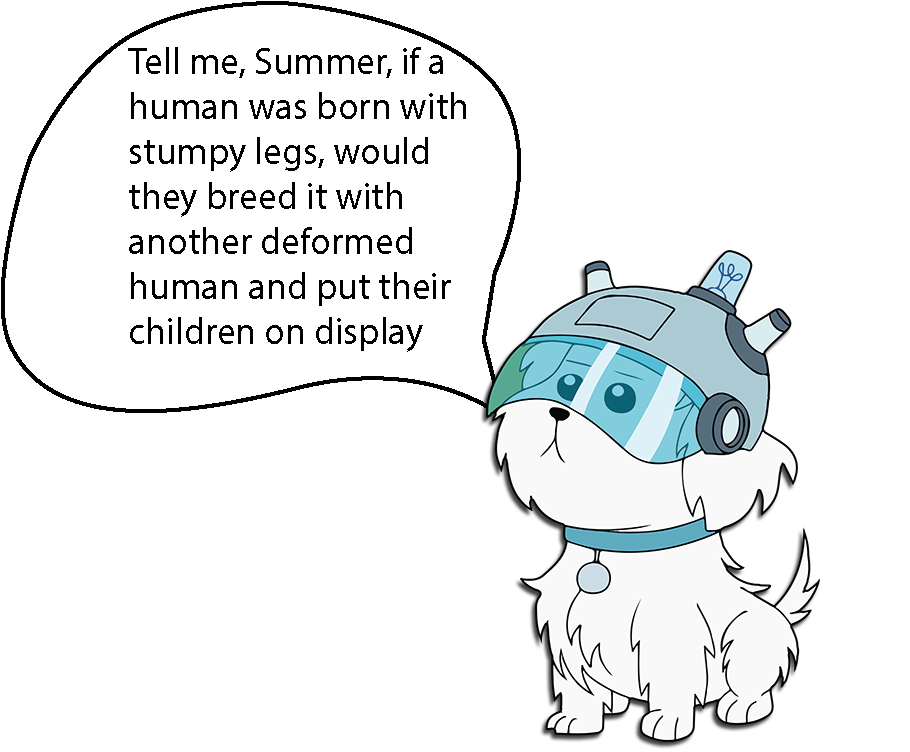 Tell me, Summer, if a
human was born with
stumpy legs, would
they breed it with
another deformed
human and put their
children on display